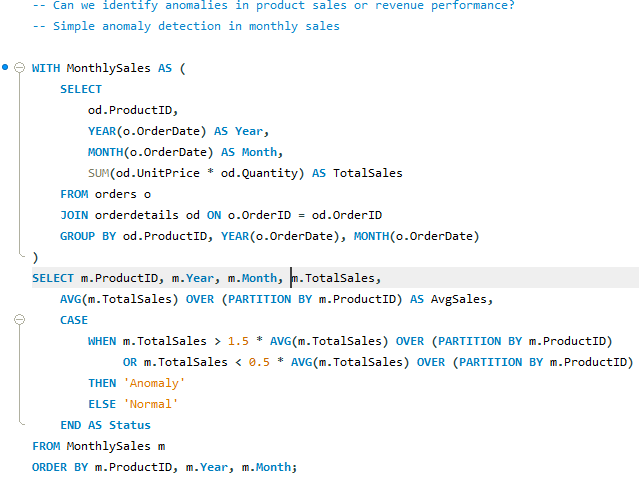 -- Can we identify anomalies in product sales or revenue performance?
-- Simple anomaly detection in monthly sales
WITH MonthlySales AS (
SELECT
od.ProductID,
YEAR(o.OrderDate) AS Year,
MONTH(o.OrderDate) AS Month,
SUM(od.UnitPrice * od.Quantity) AS TotalSales
FROM orders o
JOIN orderdetails od ON o.OrderID = od.OrderID
GROUP BY od.ProductID, YEAR(o.OrderDate), MONTH(o.OrderDate)
)
SELECT m.ProductID, m.Year, m.Month, m.TotalSales,
AVG(m.TotalSales) OVER (PARTITION BY m.ProductID) AS AvgSales,
CASE
WHEN m.TotalSales > 1.5 * AVG(m.TotalSales) OVER (PARTITION BY m.ProductID)
OR m.TotalSales < 0.5 * AVG(m.TotalSales) OVER (PARTITION BY m.ProductID)
THEN 'Anomaly'
ELSE 'Normal'
END AS Status
FROM MonthlySales m
ORDER BY m.ProductID, m.Year, m.Month;